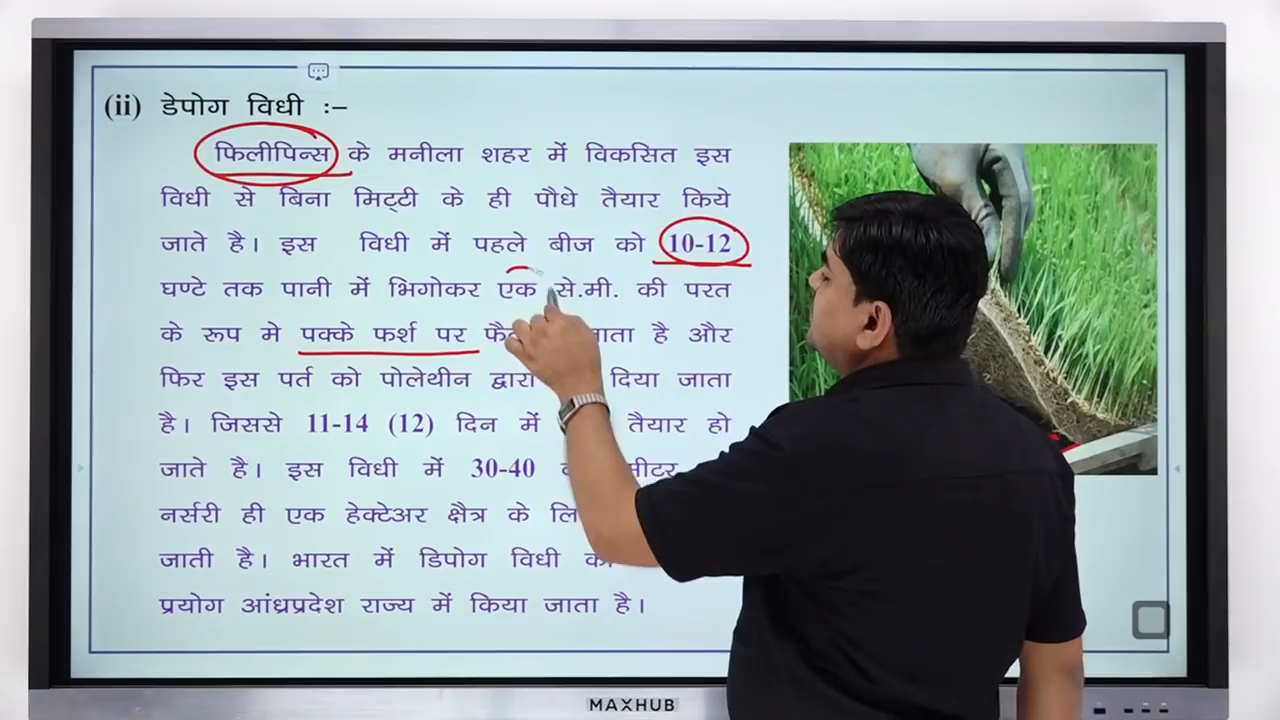 (ii) डेपोग विधी :–
फिलीपिन्स के मनीला शहर में विकसित इस
विधी से बिना मिट्टी के ही पौधे तैयार किये
जाते है। इस विधी में पहले बीज को 10-12
घण्टे तक पानी में भिगोकर एक से.मी. की परत
के रूप मे पक्के फर्श पर है और
फिर इस पर्त को पोलेथीन द्वारा दिया जाता
है। जिससे 11-14 (12) दिन में तैयार हो
जाते है। इस विधी में 30-40
नर्सरी ही एक हेक्टेअर क्षैत्र के
जाती है। भारत में डिपोग विधी
प्रयोग आंध्रप्रदेश राज्य में किया जाता है।
MAXHUB